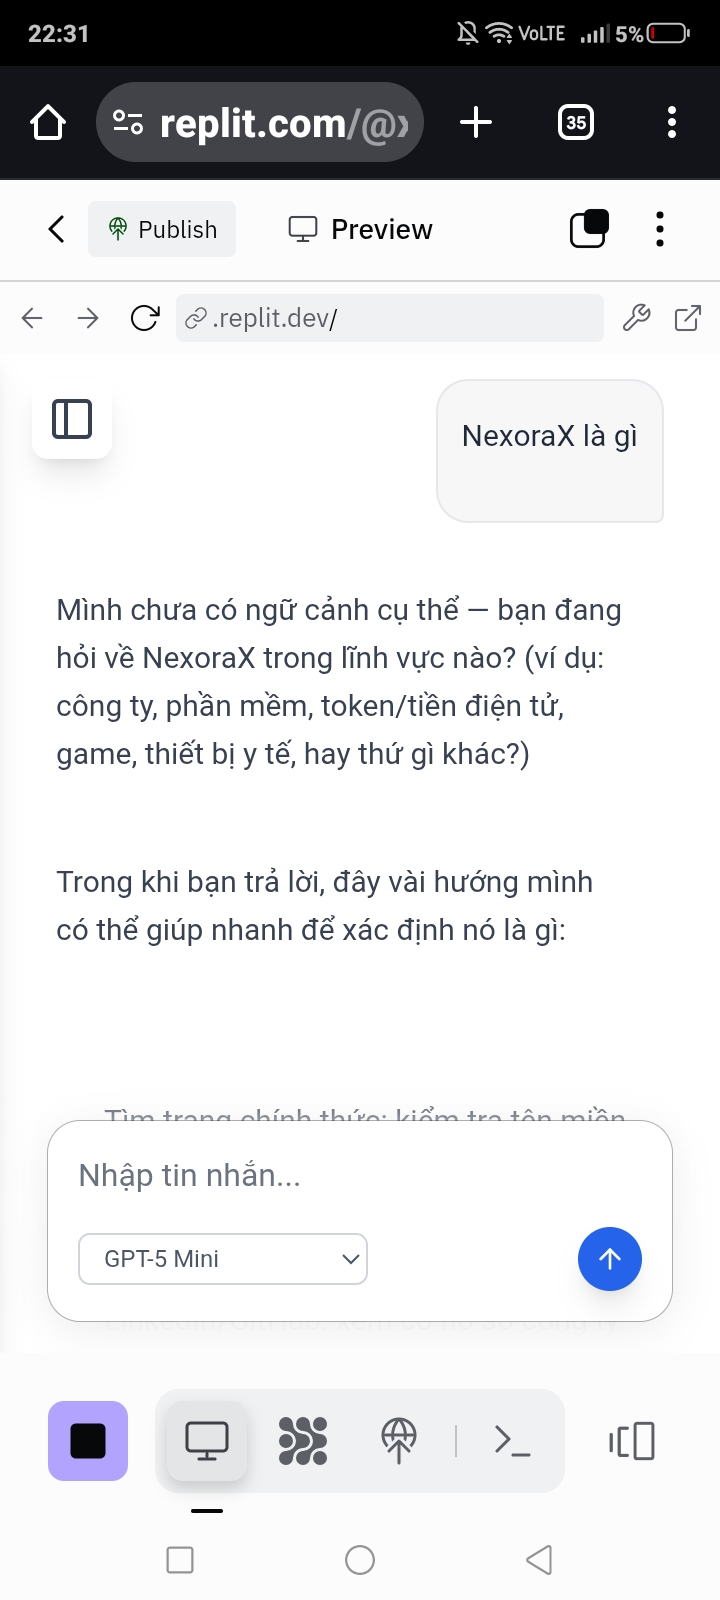 22:31
VoLTE 5%
replit.com/@
35
Publish
Preview
.replit.dev/
NexoraX là gì
Mình chưa có ngữ cảnh cụ thể — bạn đang
hỏi về NexoraX trong lĩnh vực nào? (ví dụ:
công ty, phần mềm, token/tiền điện tử,
game, thiết bị y tế, hay thứ gì khác?)
Trong khi bạn trả lời, đây vài hướng mình
có thể giúp nhanh để xác định nó là gì:
Tìm trang chính thức: kiểm tra tên miền
Nhập tin nhắn...
GPT-5 Mini